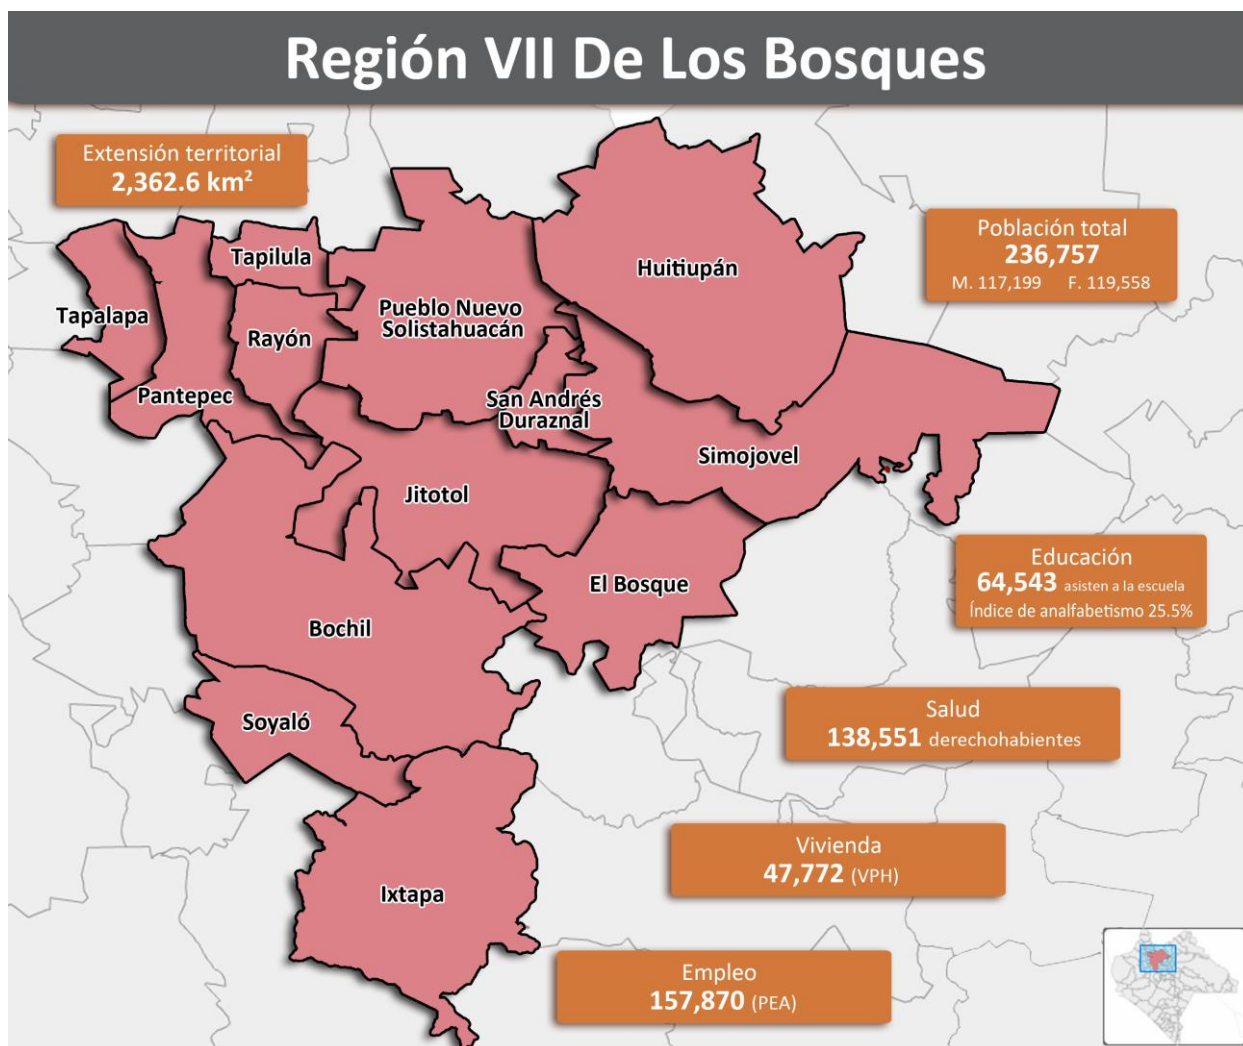 Región VII De Los Bosques
Extensión territorial
2,362.6 km²
Población total
236,757
M. 117,199 F. 119,558
Tapilula
Huitiupán
Tapalapa
Pueblo Nuevo
Solistahuacán
Rayón
Pantepec
San Andrés
Duraznal
Simojovel
Jitotol
Educación
64,543 asisten a la escuela
Índice de analfabetismo 25.5%
El Bosque
Bochil
Soyaló
Salud
138,551 derechohabientes
Vivienda
47,772 (VPH)
Ixtapa
Empleo
157,870 (PEA)